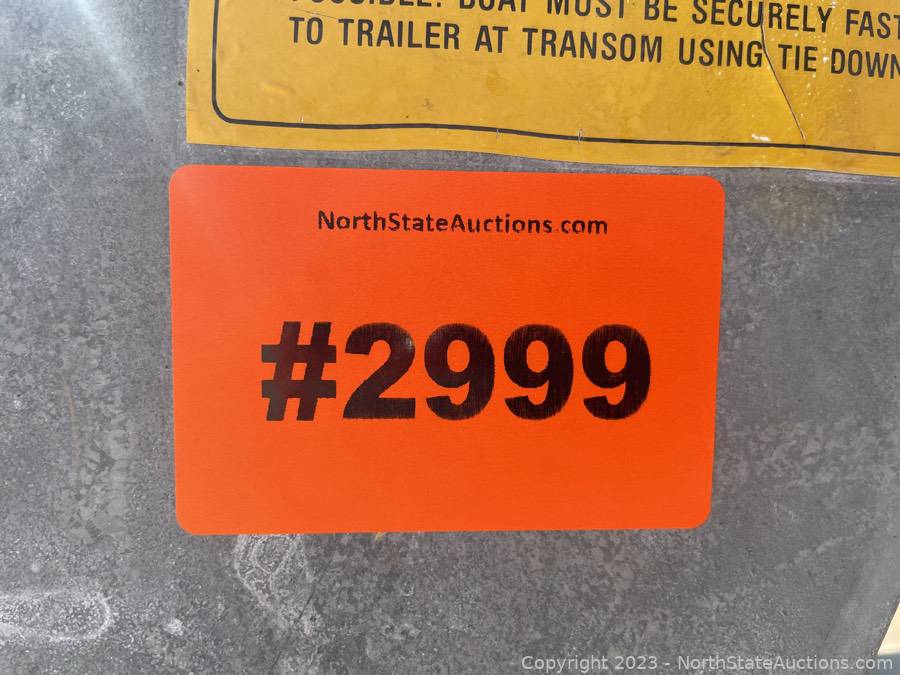 POSSIBLE. BOAT MUST BE SECURELY FAST
TO TRAILER AT TRANSOM USING TIE DOWN
NorthStateAuctions.com
#2999
Copyright © 2023 - NorthStateAuctions.com